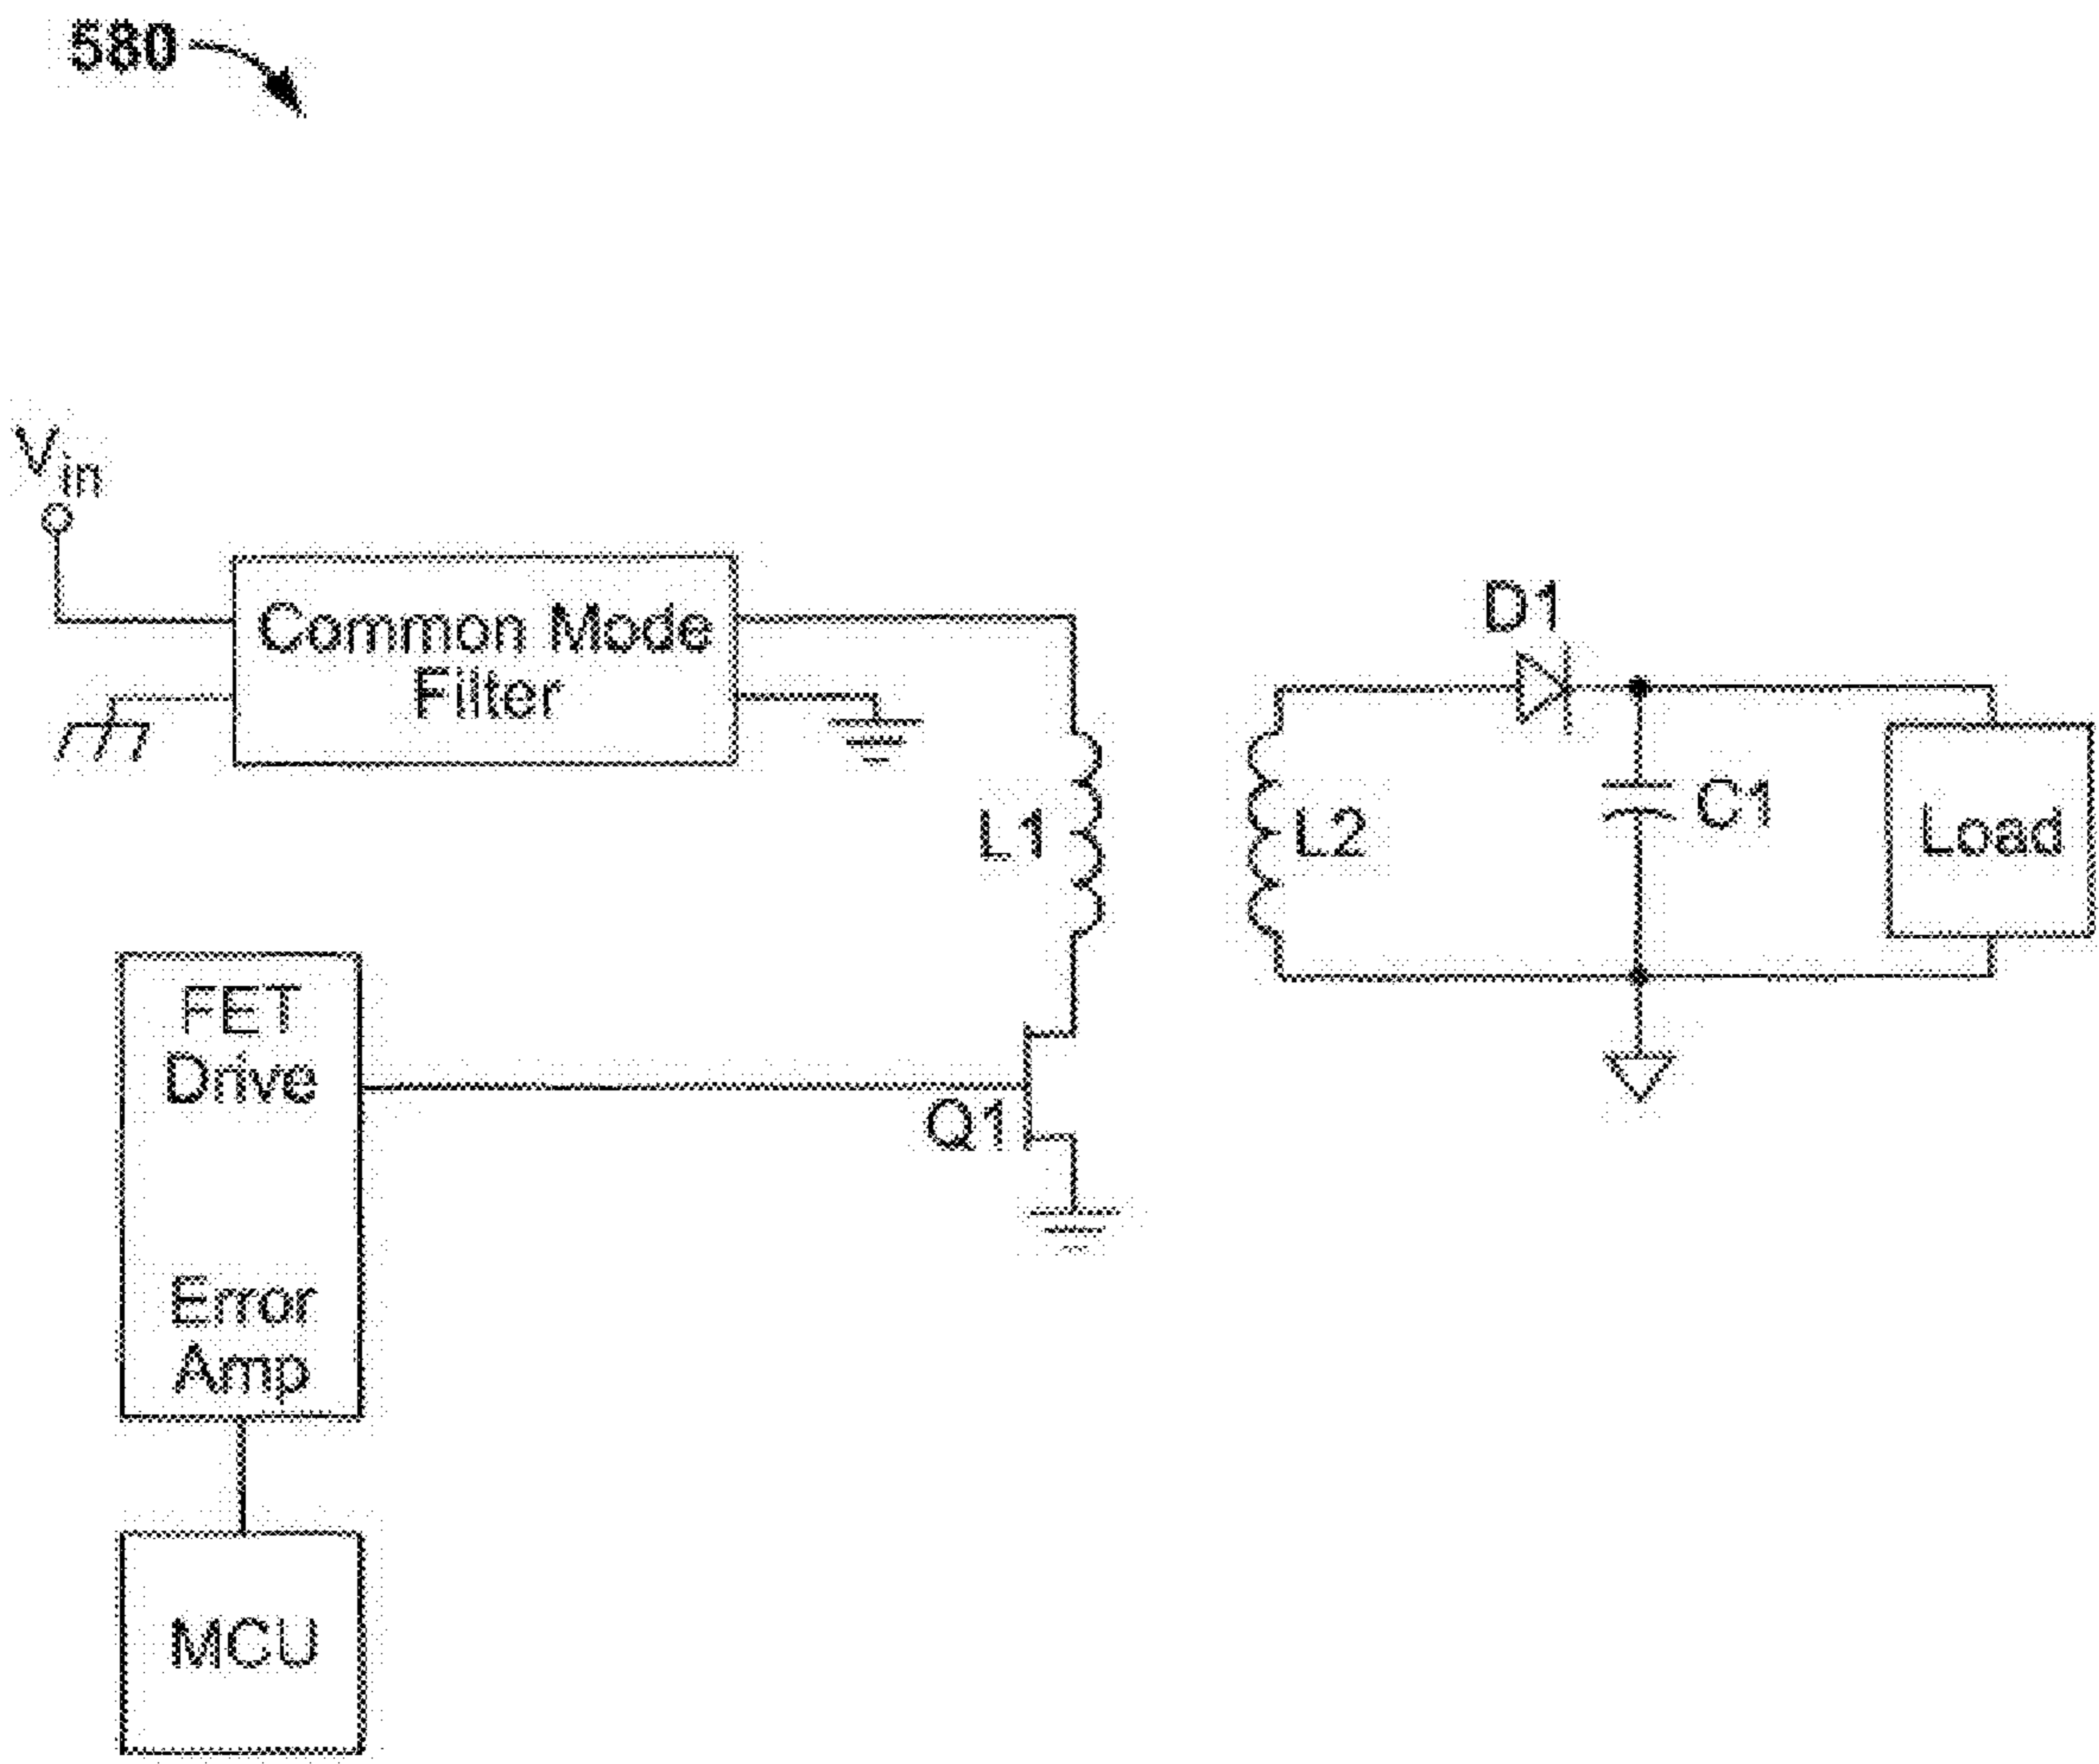 580
Vin
Common Mode
Filter
D1
L1
L2
C1
Load
FET
Drive
Q1
Error
Amp
MCU